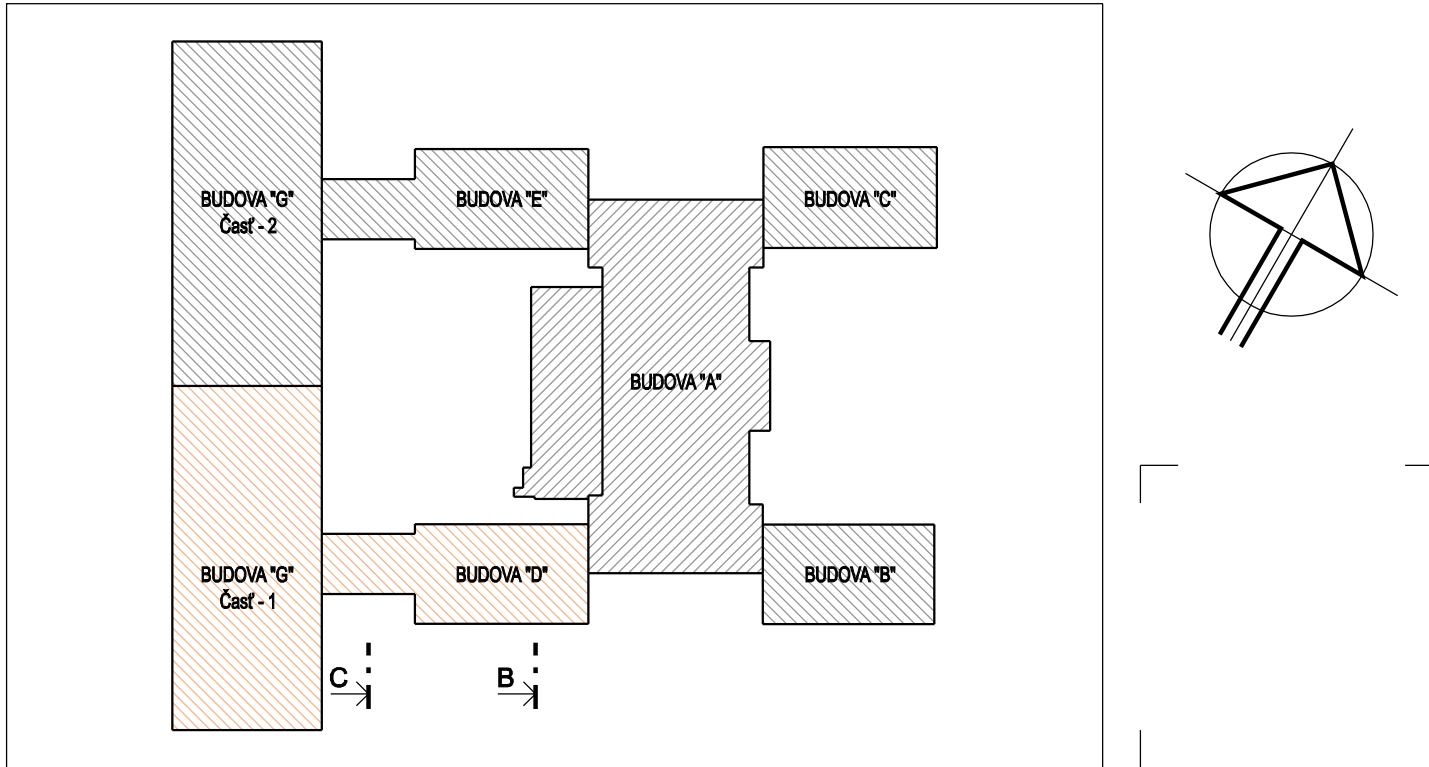 BUDOVA "G"
Časť - 2
BUDOVA "E"
BUDOVA "C"
BUDOVA "A"
BUDOVA "G"
Časť - 1
BUDOVA "D"
BUDOVA "B"
C
B